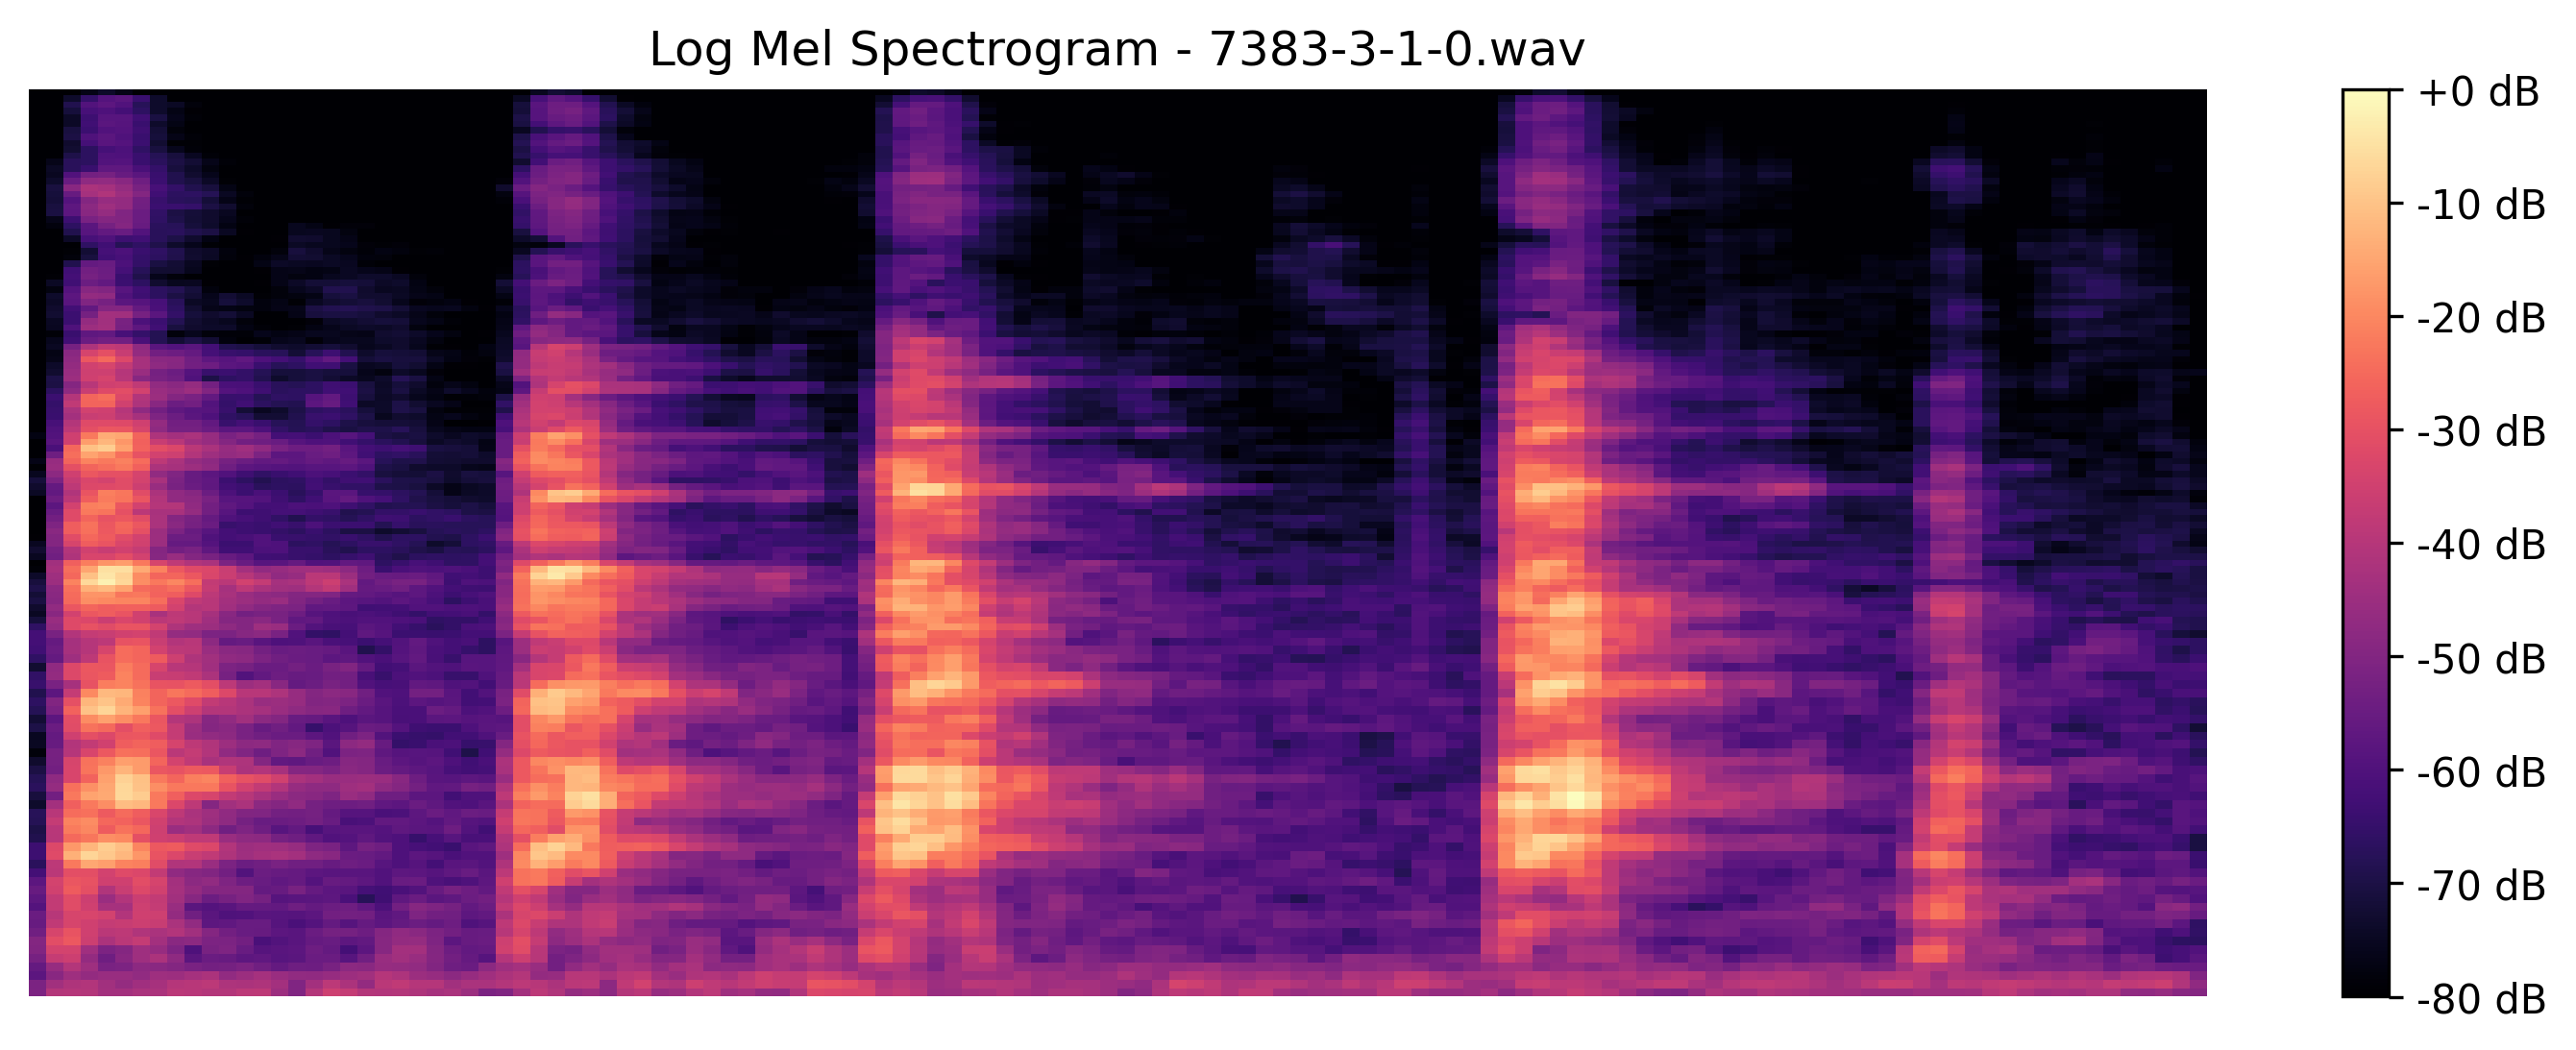 Log Mel Spectrogram - 7383-3-1-0.wav
+0 dB
-10 dB
-20 dB
-30 dB
-40 dB
-50 dB
-60 dB
-70 dB
-80 dB